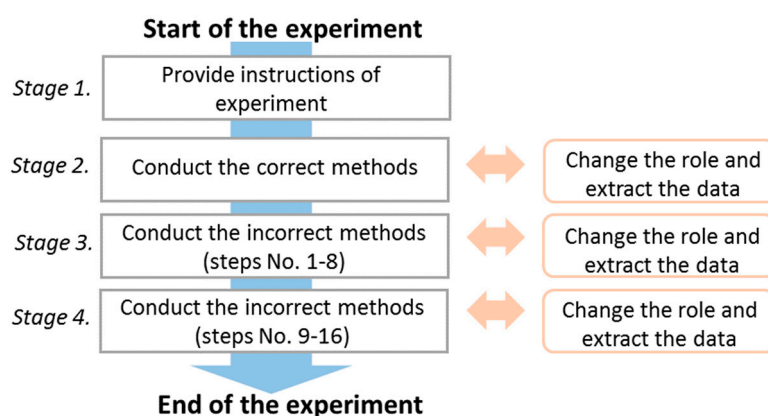 Start of the experiment
Stage 1.
Provide instructions of
experiment
Stage 2.
Conduct the correct methods
Change the role and
extract the data
Stage 3.
Conduct the incorrect methods
(steps No. 1-8)
Change the role and
extract the data
Stage 4.
Conduct the incorrect methods
(steps No. 9-16)
Change the role and
extract the data
End of the experiment